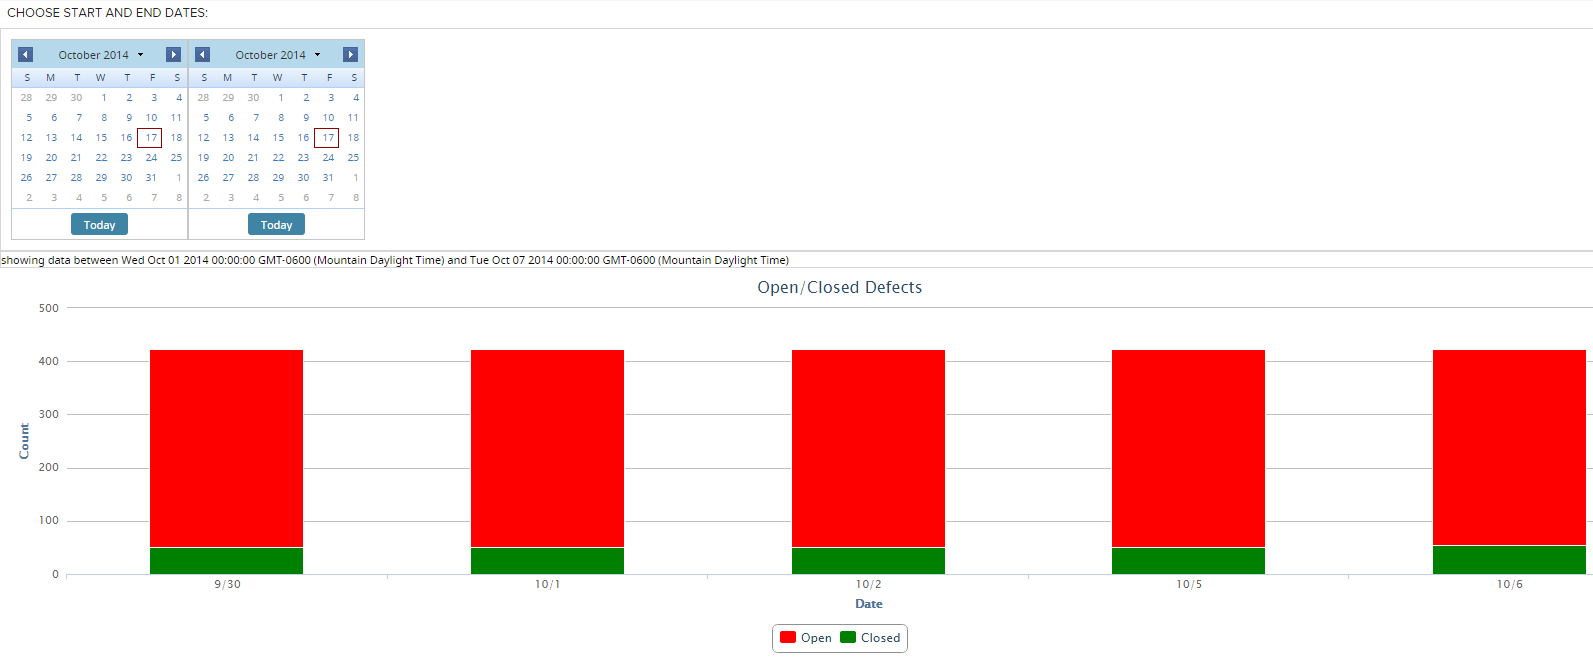 CHOOSE START AND END DATES:
October 2014 October 2014
S M T W T F S S M T W T F S
28 29 30 1 2 3 4 28 29 30 1 2 3 4
5 6 7 8 9 10 11 5 6 7 8 9 10 11
12 13 14 15 16 17 18 12 13 14 15 16 17 18
19 20 21 22 23 24 25 19 20 21 22 23 24 25
26 27 28 29 30 31 1 26 27 28 29 30 31 1
2 3 4 5 6 7 8 2 3 4 5 6 7 8
Today Today
showing data between Wed Oct 01 2014 00:00:00 GMT-0600 (Mountain Daylight Time) and Tue Oct 07 2014 00:00:00 GMT-0600 (Mountain Daylight Time)
Open/Closed Defects
500
400
300
200
100
0
Count
9/30 10/1 10/2 10/5 10/6
Date
Open Closed